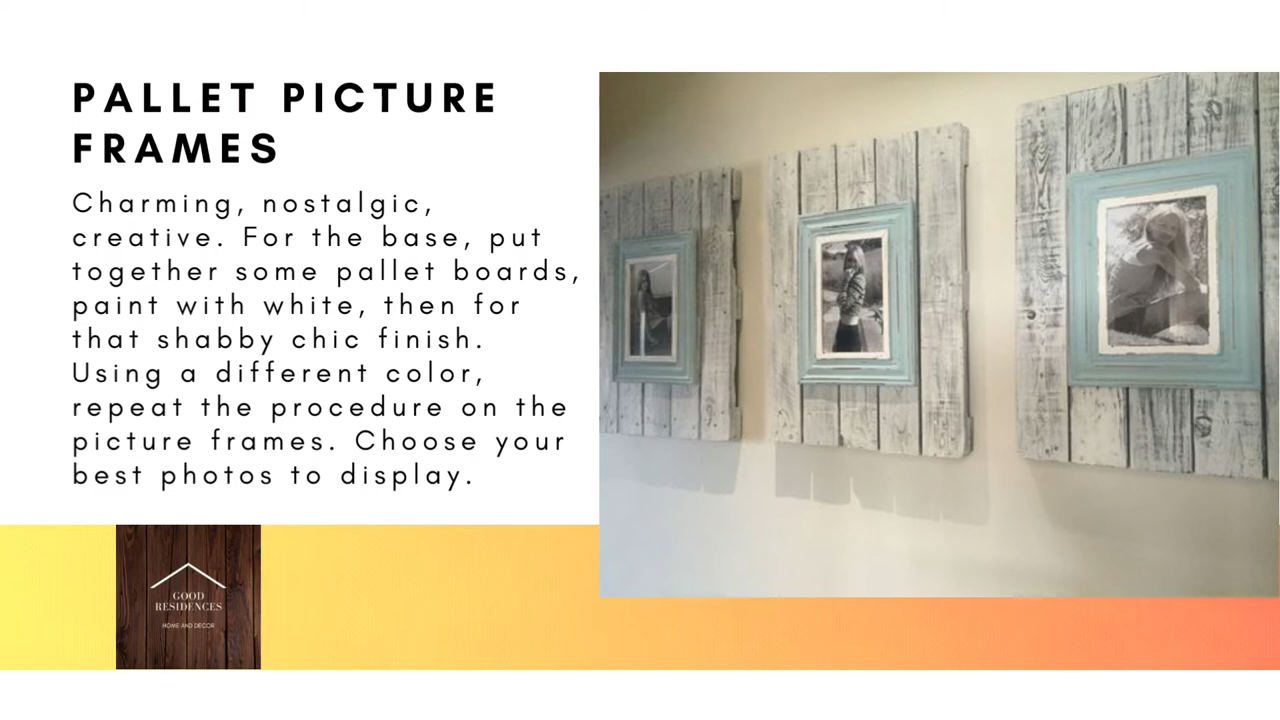 PALLET PICTURE
FRAMES
Charming, nostalgic,
creative. For the base, put
together some pallet boards,
paint with white, then for
that shabby chic finish.
Using a different color,
repeat the procedure on the
picture frames. Choose your
best photos to display.
GOOD
RESIDENCES
HOME AND DECOR